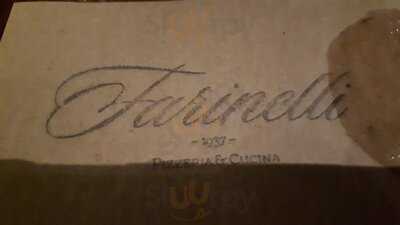 Farinelli
- 1937 -
PIZZERIA & CUCINA